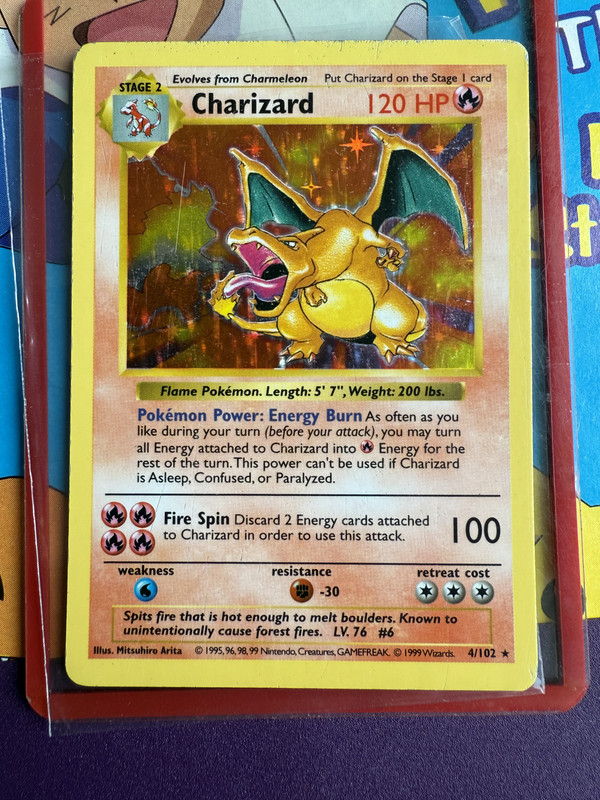 Evolves from Charmeleon Put Charizard on the Stage 1 card
STAGE 2
Charizard 120 HP
Flame Pokémon. Length: 5' 7", Weight: 200 lbs.
Pokémon Power: Energy Burn As often as you
like during your turn (before your attack), you may turn
all Energy attached to Charizard into Energy for the
rest of the turn. This power can't be used if Charizard
is Asleep, Confused, or Paralyzed.
Fire Spin Discard 2 Energy cards attached
to Charizard in order to use this attack.
100
weakness resistance retreat cost
-30
Spits fire that is hot enough to melt boulders. Known to
unintentionally cause forest fires. LV. 76 #6
Illus. Mitsuhiro Arita © 1995, 96, 98, 99 Nintendo, Creatures, GAMEFREAK. © 1999 Wizards. 4/102 ★